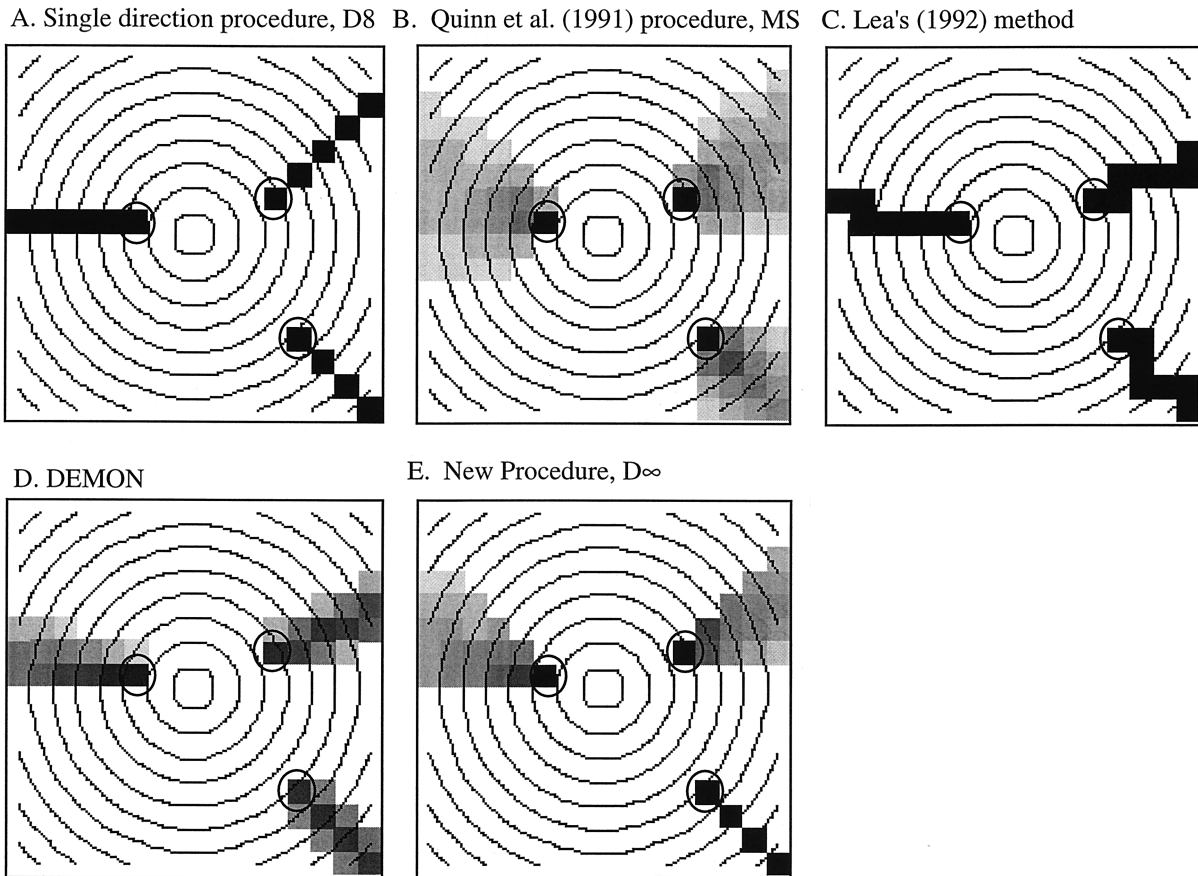 A. Single direction procedure, D8
B. Quinn et al. (1991) procedure, MS
C. Lea's (1992) method
D. DEMON
E. New Procedure, D∞